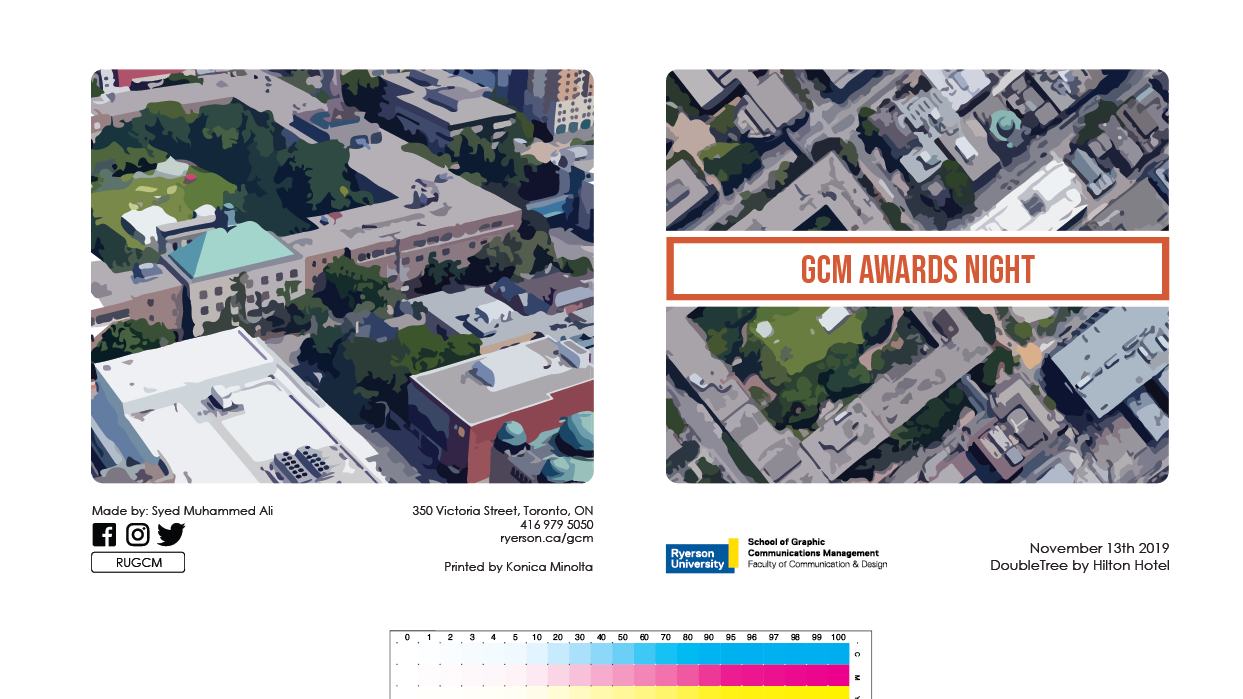 GCM AWARDS NIGHT
Made by: Syed Muhammed Ali
RUGCM
350 Victoria Street, Toronto, ON
416 979 5050
ryerson.ca/gcm
Printed by Konica Minolta
Ryerson
University
School of Graphic
Communications Management
Faculty of Communication & Design
November 13th 2019
DoubleTree by Hilton Hotel
0 1 2 3 4 5 10 20 30 40 50 60 70 80 90 95 96 97 98 99 100
C
M